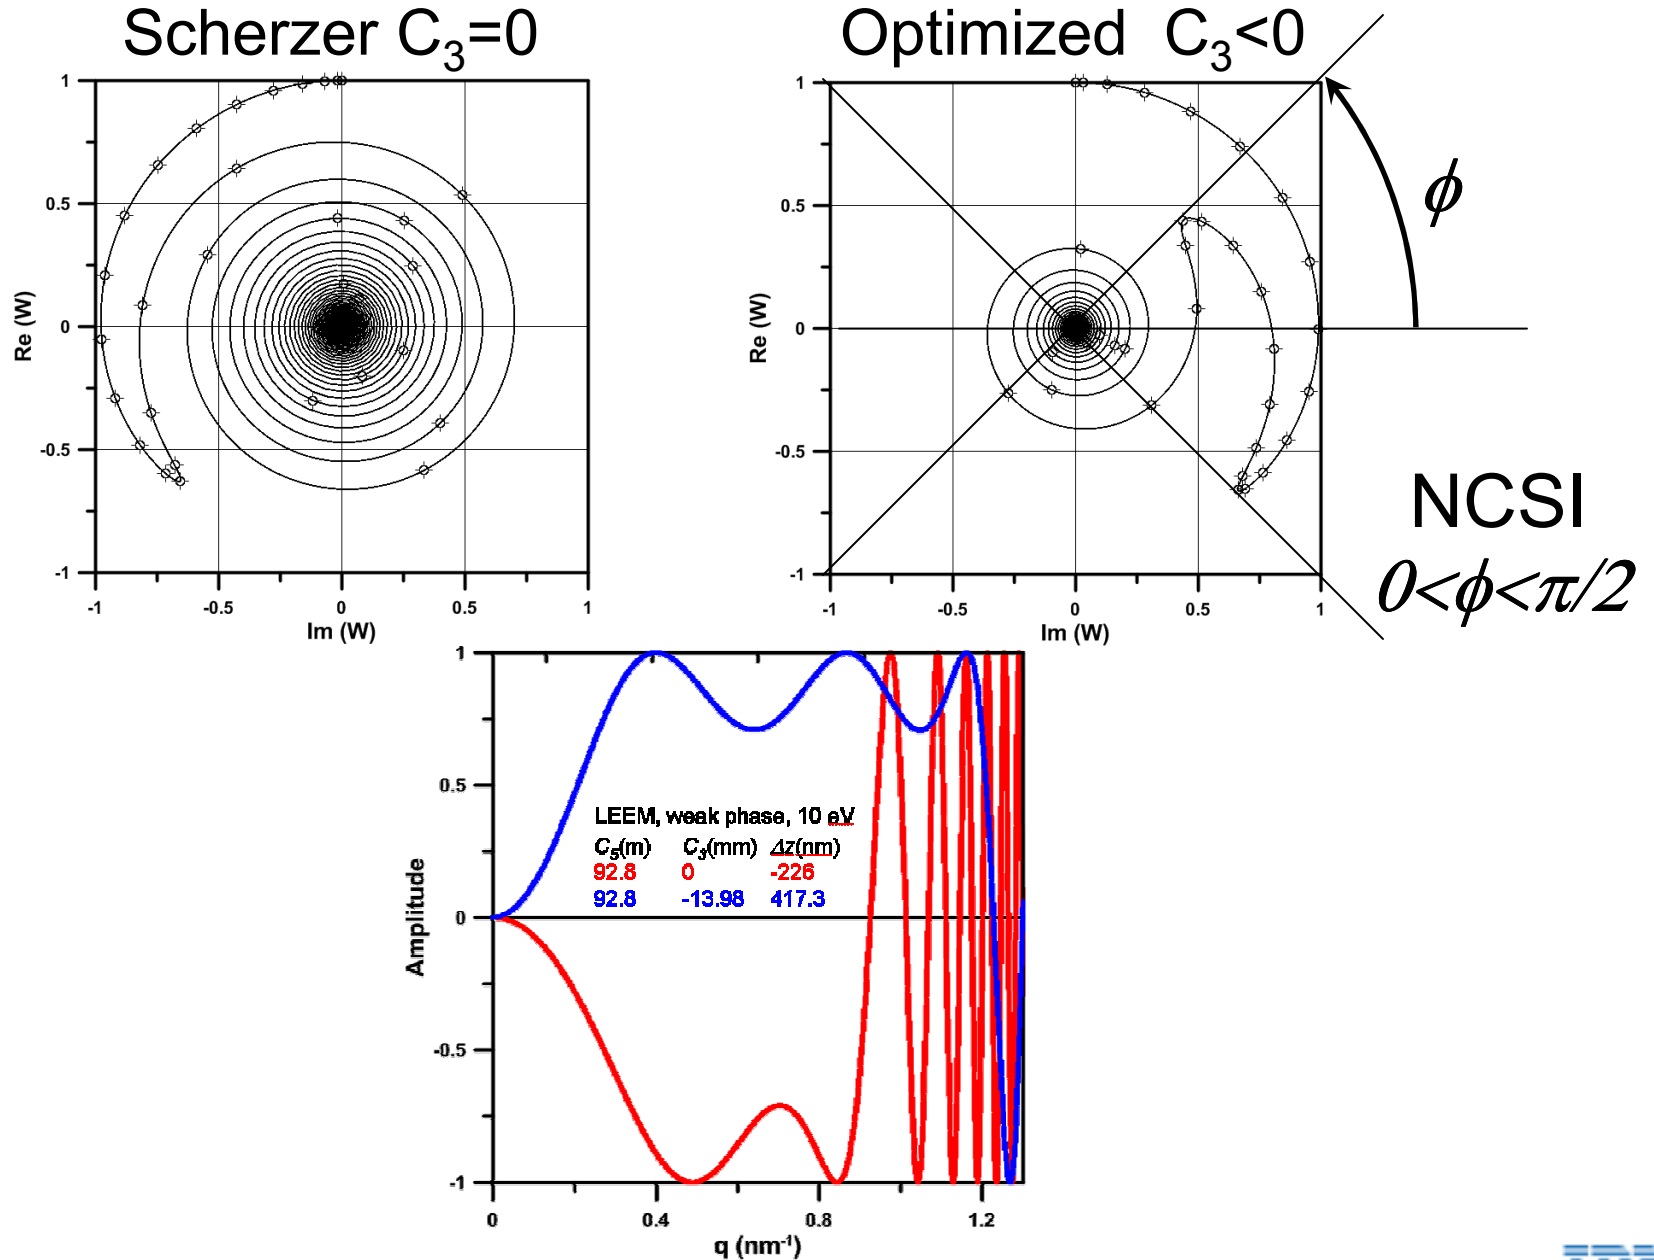 Scherzer C₃=0
Optimized C₃<0
1
0.5
0
-0.5
-1
Re (W)
-1
-0.5
0
0.5
1
Im (W)
1
0.5
0
-0.5
-1
Re (W)
-1
-0.5
0
0.5
1
Im (W)
ϕ
NCSI
0<ϕ<π/2
1
0.5
0
-0.5
-1
Amplitude
LEEM, weak phase, 10 eV
C₅(m) C₃(mm) Δz(nm)
92.8 0 -226
92.8 -13.98 417.3
0
0.4
0.8
1.2
q (nm⁻¹)